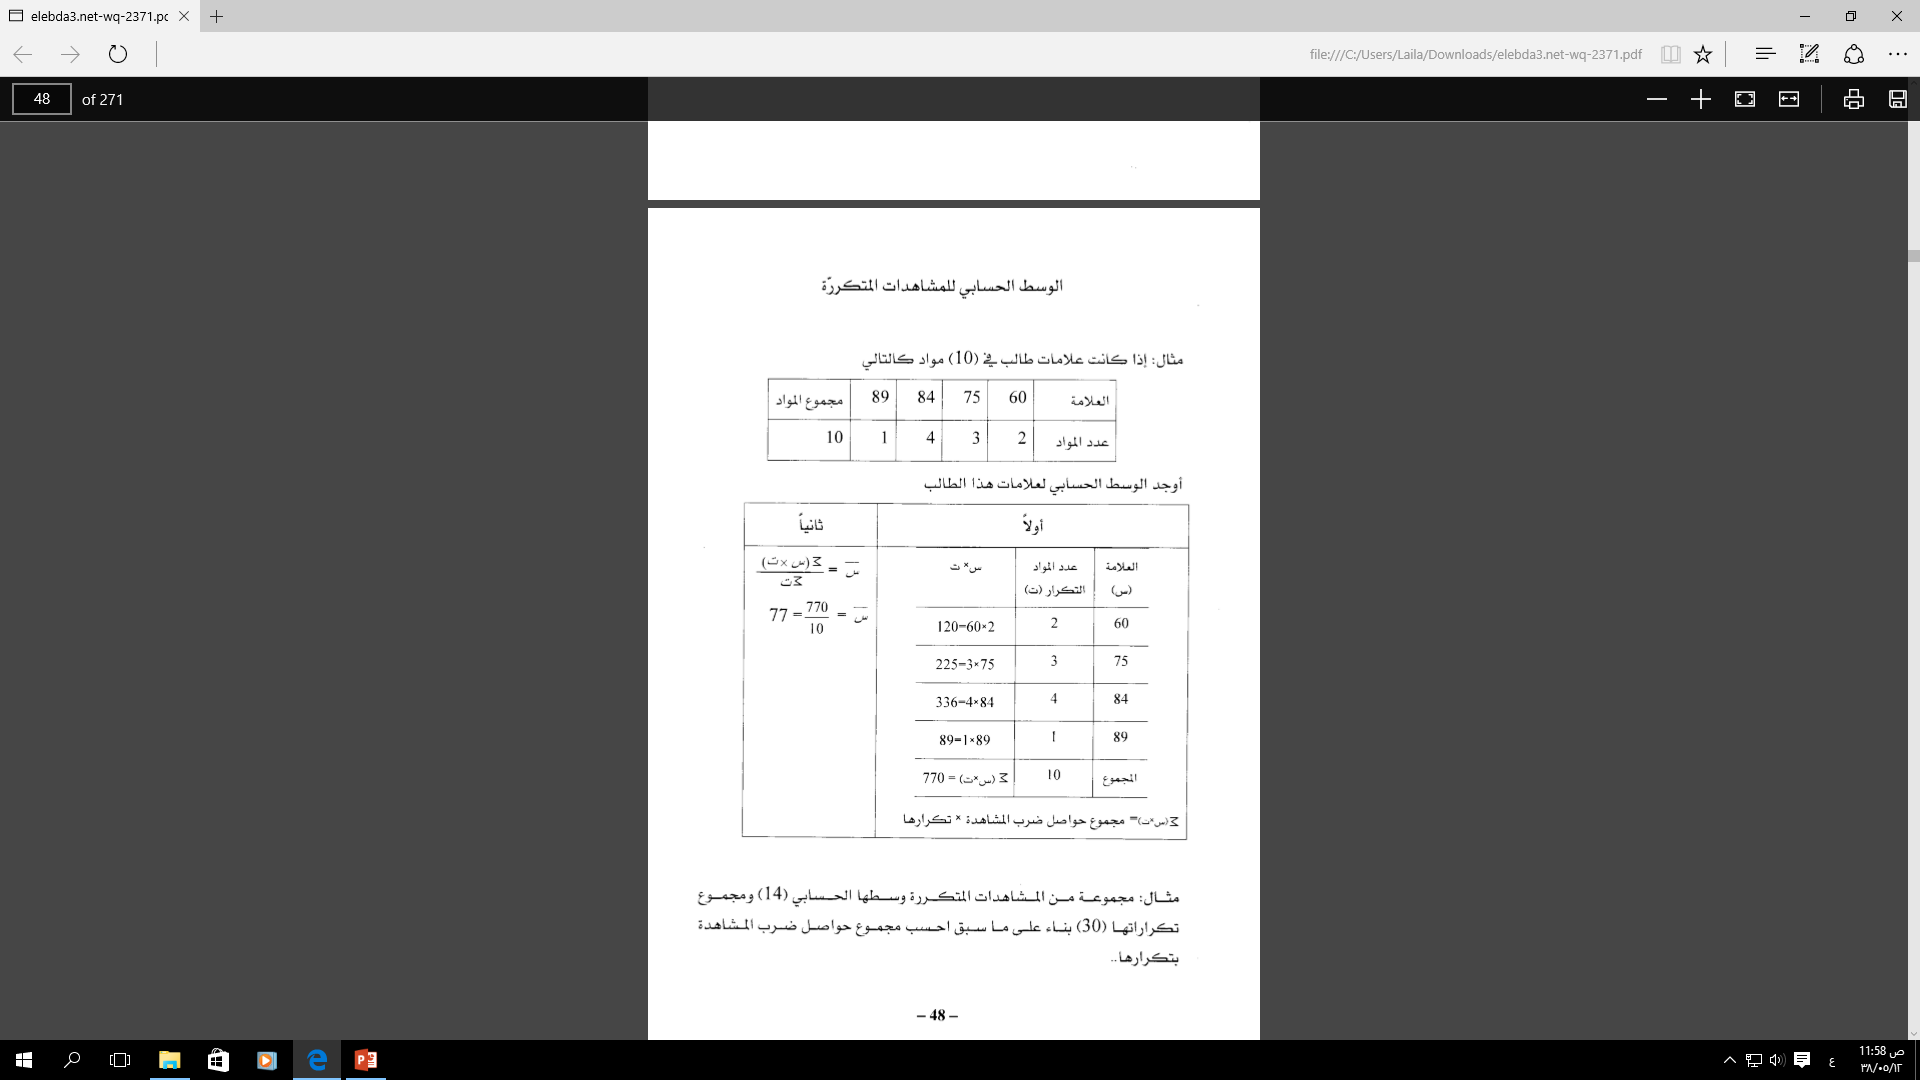 elebda3.net-wq-2371.pc
file:///C:/Users/Laila/Downloads/elebda3.net-wq-2371.pdf
48 of 271
الوسط الحسابي للمشاهدات المتكررّة
مثال: إذا كانت علامات طالب في (10) مواد كالتالي
العلامة 60 75 84 89 مجموع المواد
عدد المواد 2 3 4 1 10
أوجد الوسط الحسابي لعلامات هذا الطالب
أولاً ثانياً
العلامة عدد المواد س×ت
(س) التكرار (ت)
60 2 120=60×2
75 3 225=3×75
84 4 336=4×84
89 1 89=1×89
المجموع 10 Σ (س×ت) = 770
Σ(س×ت)= مجموع حواصل ضرب المشاهدة × تكرارها
س = Σ(س×ت)
Σت
س = 770 = 77
10
مثال: مجموعة من المشاهدات المتكررة وسطها الحسابي (14) ومجموع
تكراراتها (30) بناء على ما سبق احسب مجموع حواصل ضرب المشاهدة
بتكرارها..
– 48 –
ع
11:58 ص
٣٨/٠٥/١٢